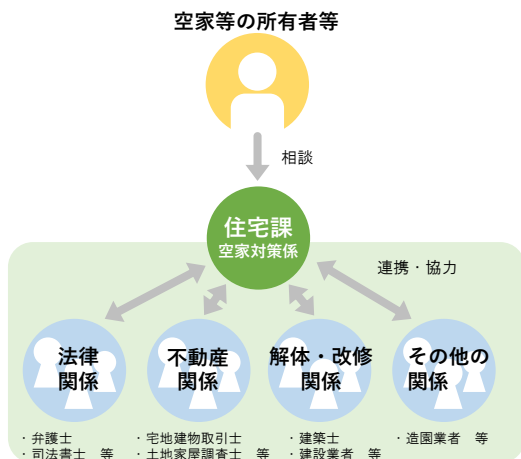 空家等の所有者等
相談
住宅課
空家対策係
連携・協力
法律
関係
不動産
関係
解体・改修
関係
その他の
関係
・弁護士
・司法書士 等
・宅地建物取引士
・土地家屋調査士 等
・建築士
・建設業者 等
・造園業者 等